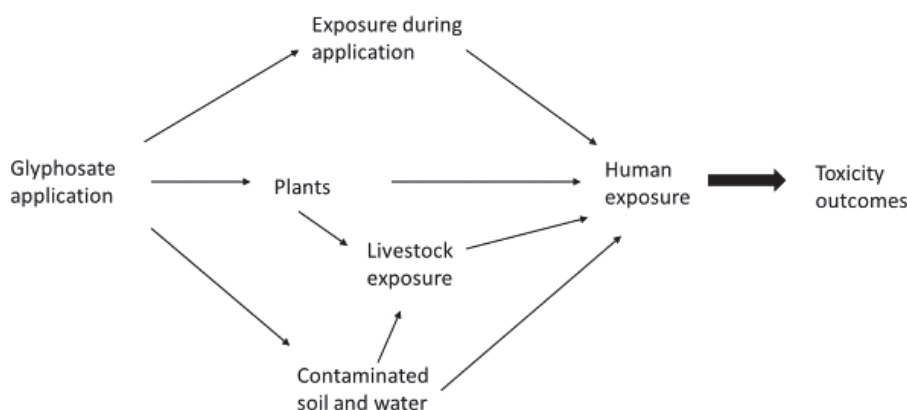 Exposure during
application
Glyphosate
application
Plants
Human
exposure
Toxicity
outcomes
Livestock
exposure
Contaminated
soil and water